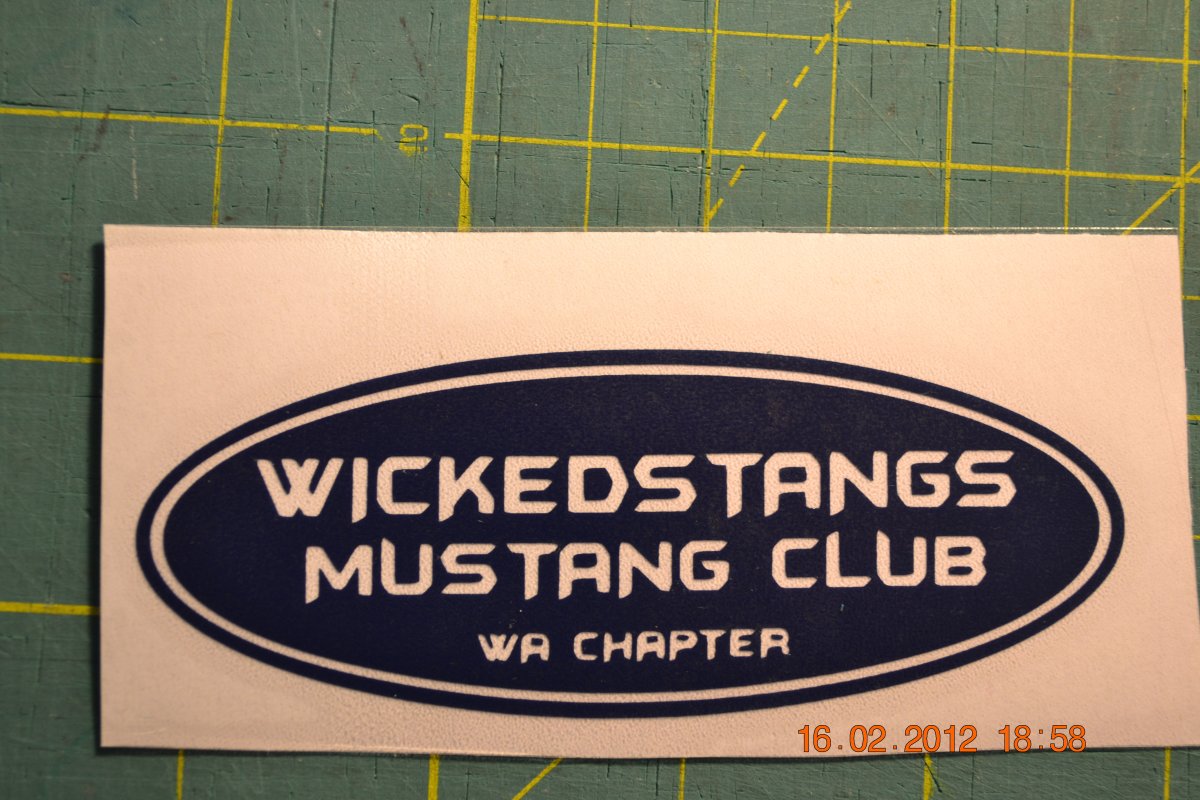 WICKEDSTANGS
MUSTANG CLUB
WA CHAPTER
16.02.2012 18:58